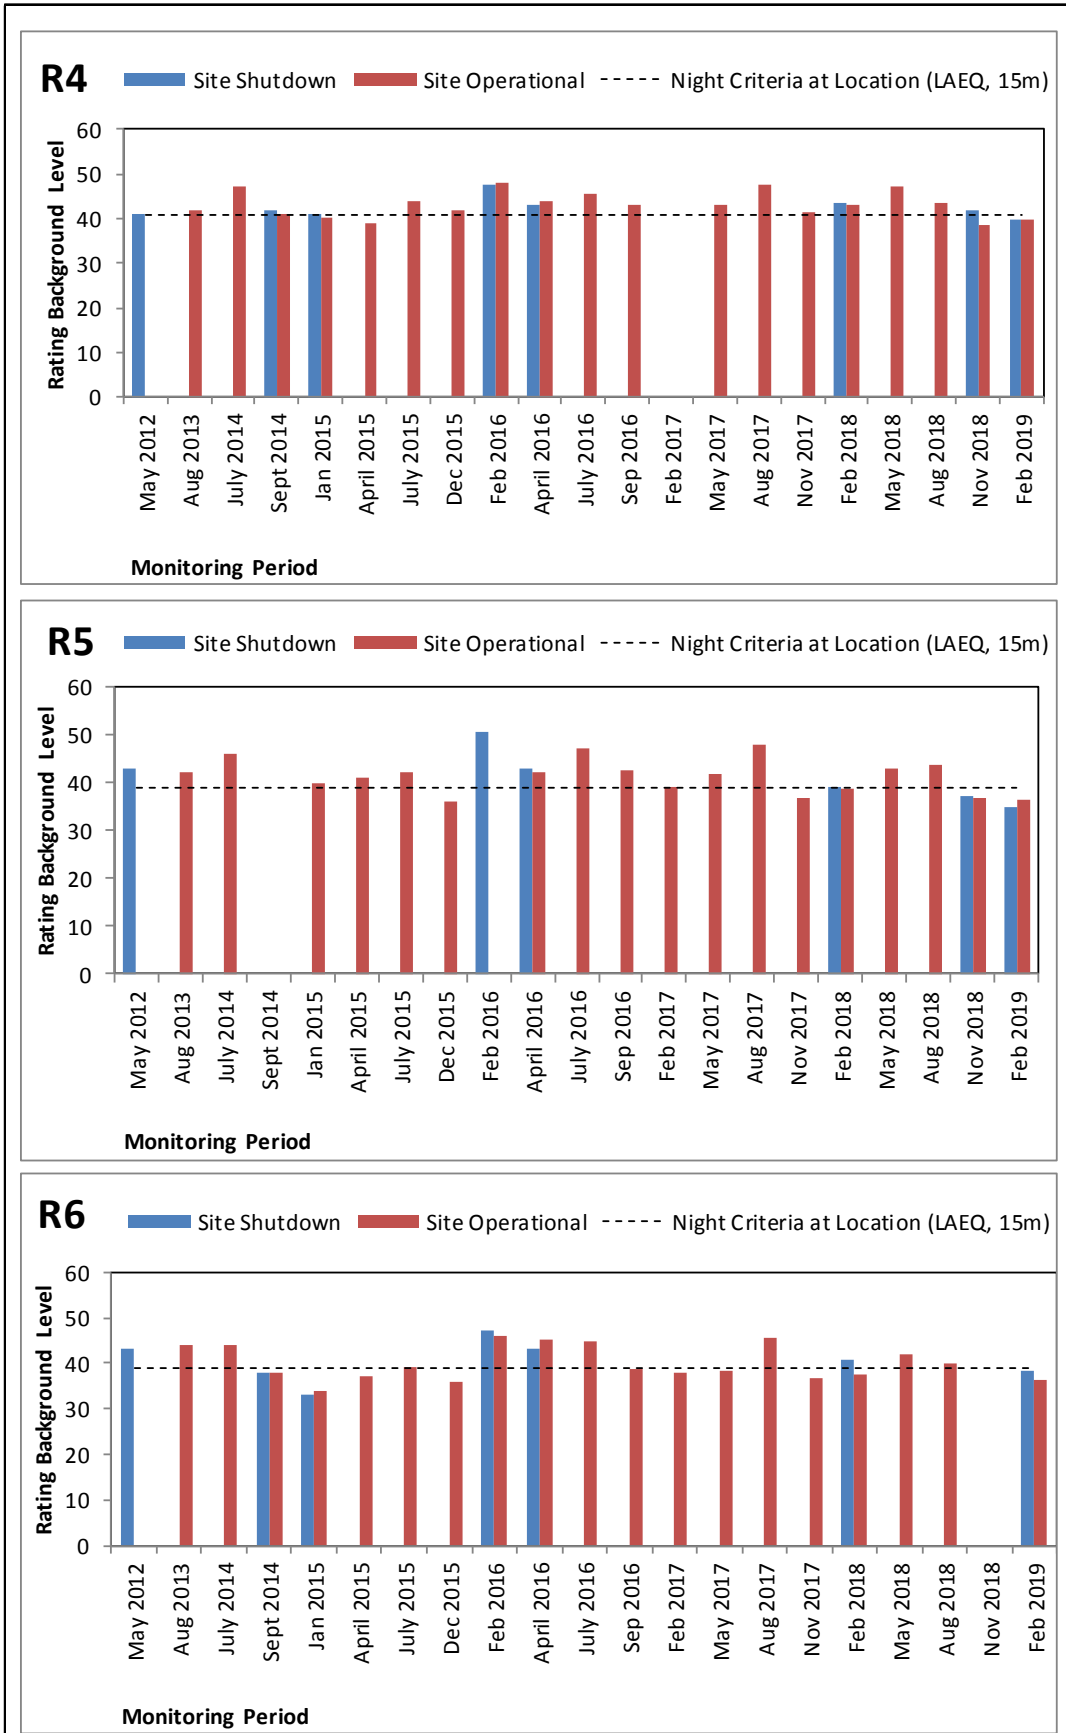 R4 Site Shutdown Site Operational Night Criteria at Location (LAEQ, 15m)
Rating Background Level
60
50
40
30
20
10
0
May 2012
Aug 2013
July 2014
Sept 2014
Jan 2015
April 2015
July 2015
Dec 2015
Feb 2016
April 2016
July 2016
Sep 2016
Feb 2017
May 2017
Aug 2017
Nov 2017
Feb 2018
May 2018
Aug 2018
Nov 2018
Feb 2019
Monitoring Period
R5 Site Shutdown Site Operational Night Criteria at Location (LAEQ, 15m)
Rating Background Level
60
50
40
30
20
10
0
May 2012
Aug 2013
July 2014
Sept 2014
Jan 2015
April 2015
July 2015
Dec 2015
Feb 2016
April 2016
July 2016
Sep 2016
Feb 2017
May 2017
Aug 2017
Nov 2017
Feb 2018
May 2018
Aug 2018
Nov 2018
Feb 2019
Monitoring Period
R6 Site Shutdown Site Operational Night Criteria at Location (LAEQ, 15m)
Rating Background Level
60
50
40
30
20
10
0
May 2012
Aug 2013
July 2014
Sept 2014
Jan 2015
April 2015
July 2015
Dec 2015
Feb 2016
April 2016
July 2016
Sep 2016
Feb 2017
May 2017
Aug 2017
Nov 2017
Feb 2018
May 2018
Aug 2018
Nov 2018
Feb 2019
Monitoring Period